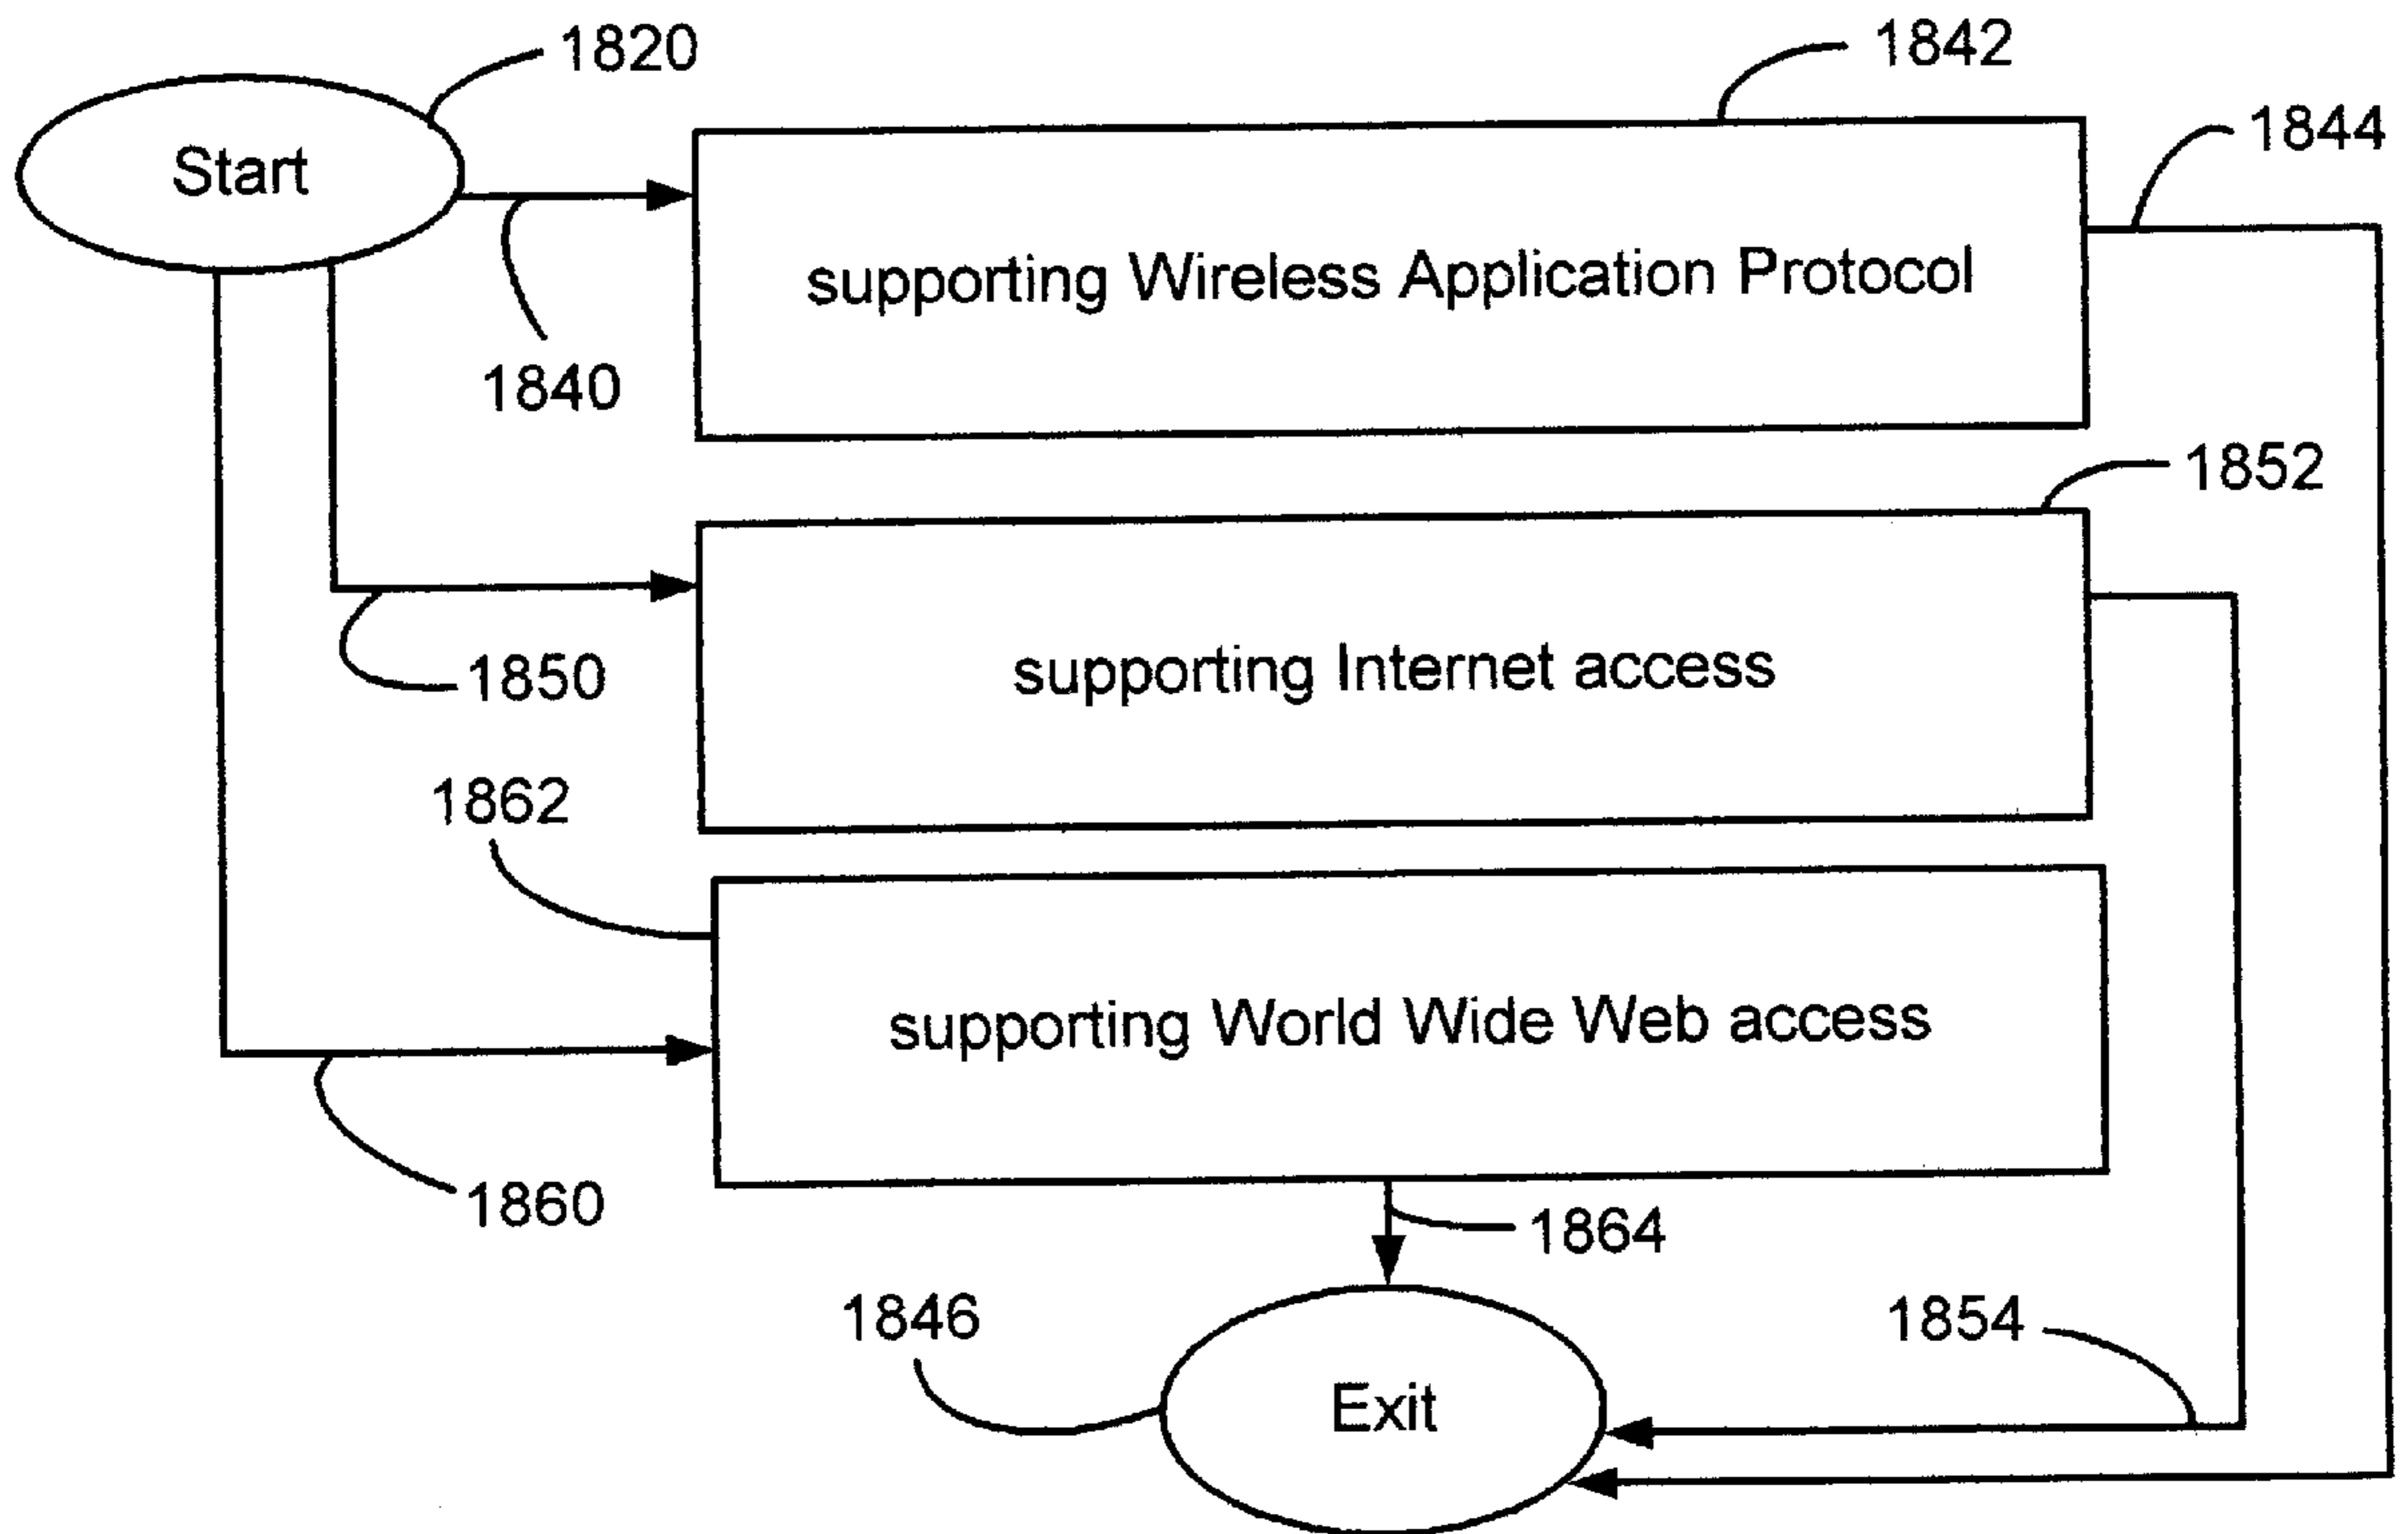 1820
1842
1844
Start
supporting Wireless Application Protocol
1840
1852
supporting Internet access
1850
1862
supporting World Wide Web access
1860
1864
1846
1854
Exit